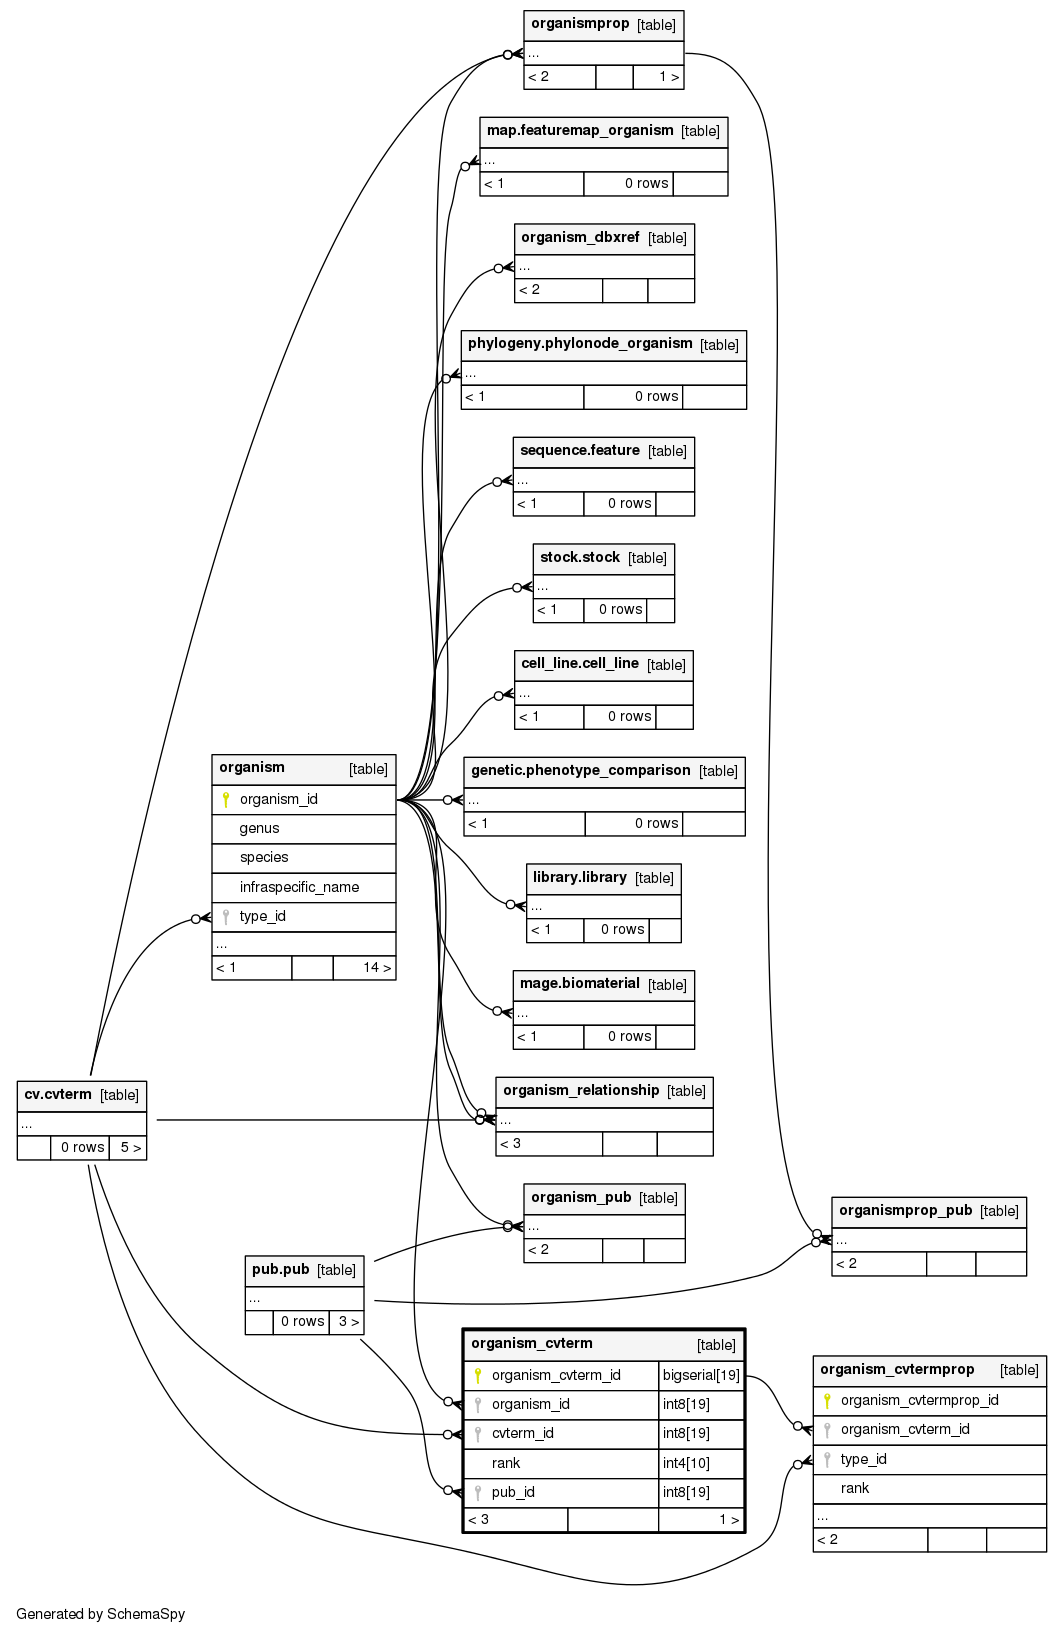 organismprop [table]
...
< 2 1 >
map.featuremap_organism [table]
...
< 1 0 rows
organism_dbxref [table]
...
< 2
phylogeny.phylonode_organism [table]
...
< 1 0 rows
sequence.feature [table]
...
< 1 0 rows
stock.stock [table]
...
< 1 0 rows
cell_line.cell_line [table]
...
< 1 0 rows
organism [table]
organism_id
genus
species
infraspecific_name
type_id
...
< 1 14 >
genetic.phenotype_comparison [table]
...
< 1 0 rows
library.library [table]
...
< 1 0 rows
mage.biomaterial [table]
...
< 1 0 rows
cv.cvterm [table]
...
0 rows 5 >
organism_relationship [table]
...
< 3
organism_pub [table]
...
< 2
organismprop_pub [table]
...
< 2
pub.pub [table]
...
0 rows 3 >
organism_cvterm [table]
organism_cvterm_id bigserial[19]
organism_id int8[19]
cvterm_id int8[19]
rank int4[10]
pub_id int8[19]
< 3 1 >
organism_cvtermprop [table]
organism_cvtermprop_id
organism_cvterm_id
type_id
rank
...
< 2
Generated by SchemaSpy